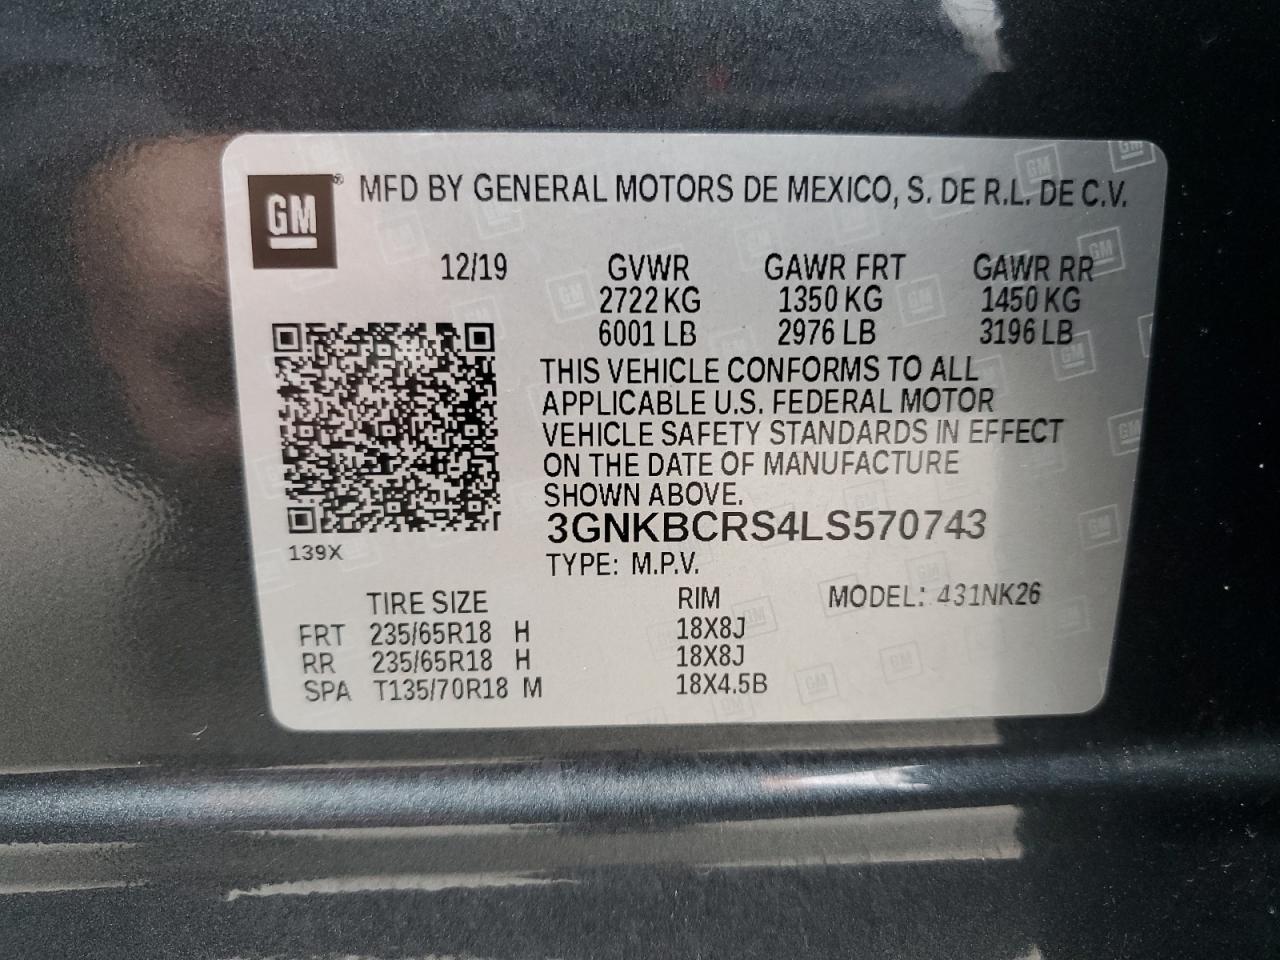 GM® MFD BY GENERAL MOTORS DE MEXICO, S. DE R.L. DE C.V.
12/19 GVWR GAWR FRT GAWR RR
2722 KG 1350 KG 1450 KG
6001 LB 2976 LB 3196 LB
THIS VEHICLE CONFORMS TO ALL
APPLICABLE U.S. FEDERAL MOTOR
VEHICLE SAFETY STANDARDS IN EFFECT
ON THE DATE OF MANUFACTURE
SHOWN ABOVE.
3GNKBCRS4LS570743
139X
TYPE: M.P.V.
TIRE SIZE RIM MODEL: 431NK26
FRT 235/65R18 H 18X8J
RR 235/65R18 H 18X8J
SPA T135/70R18 M 18X4.5B